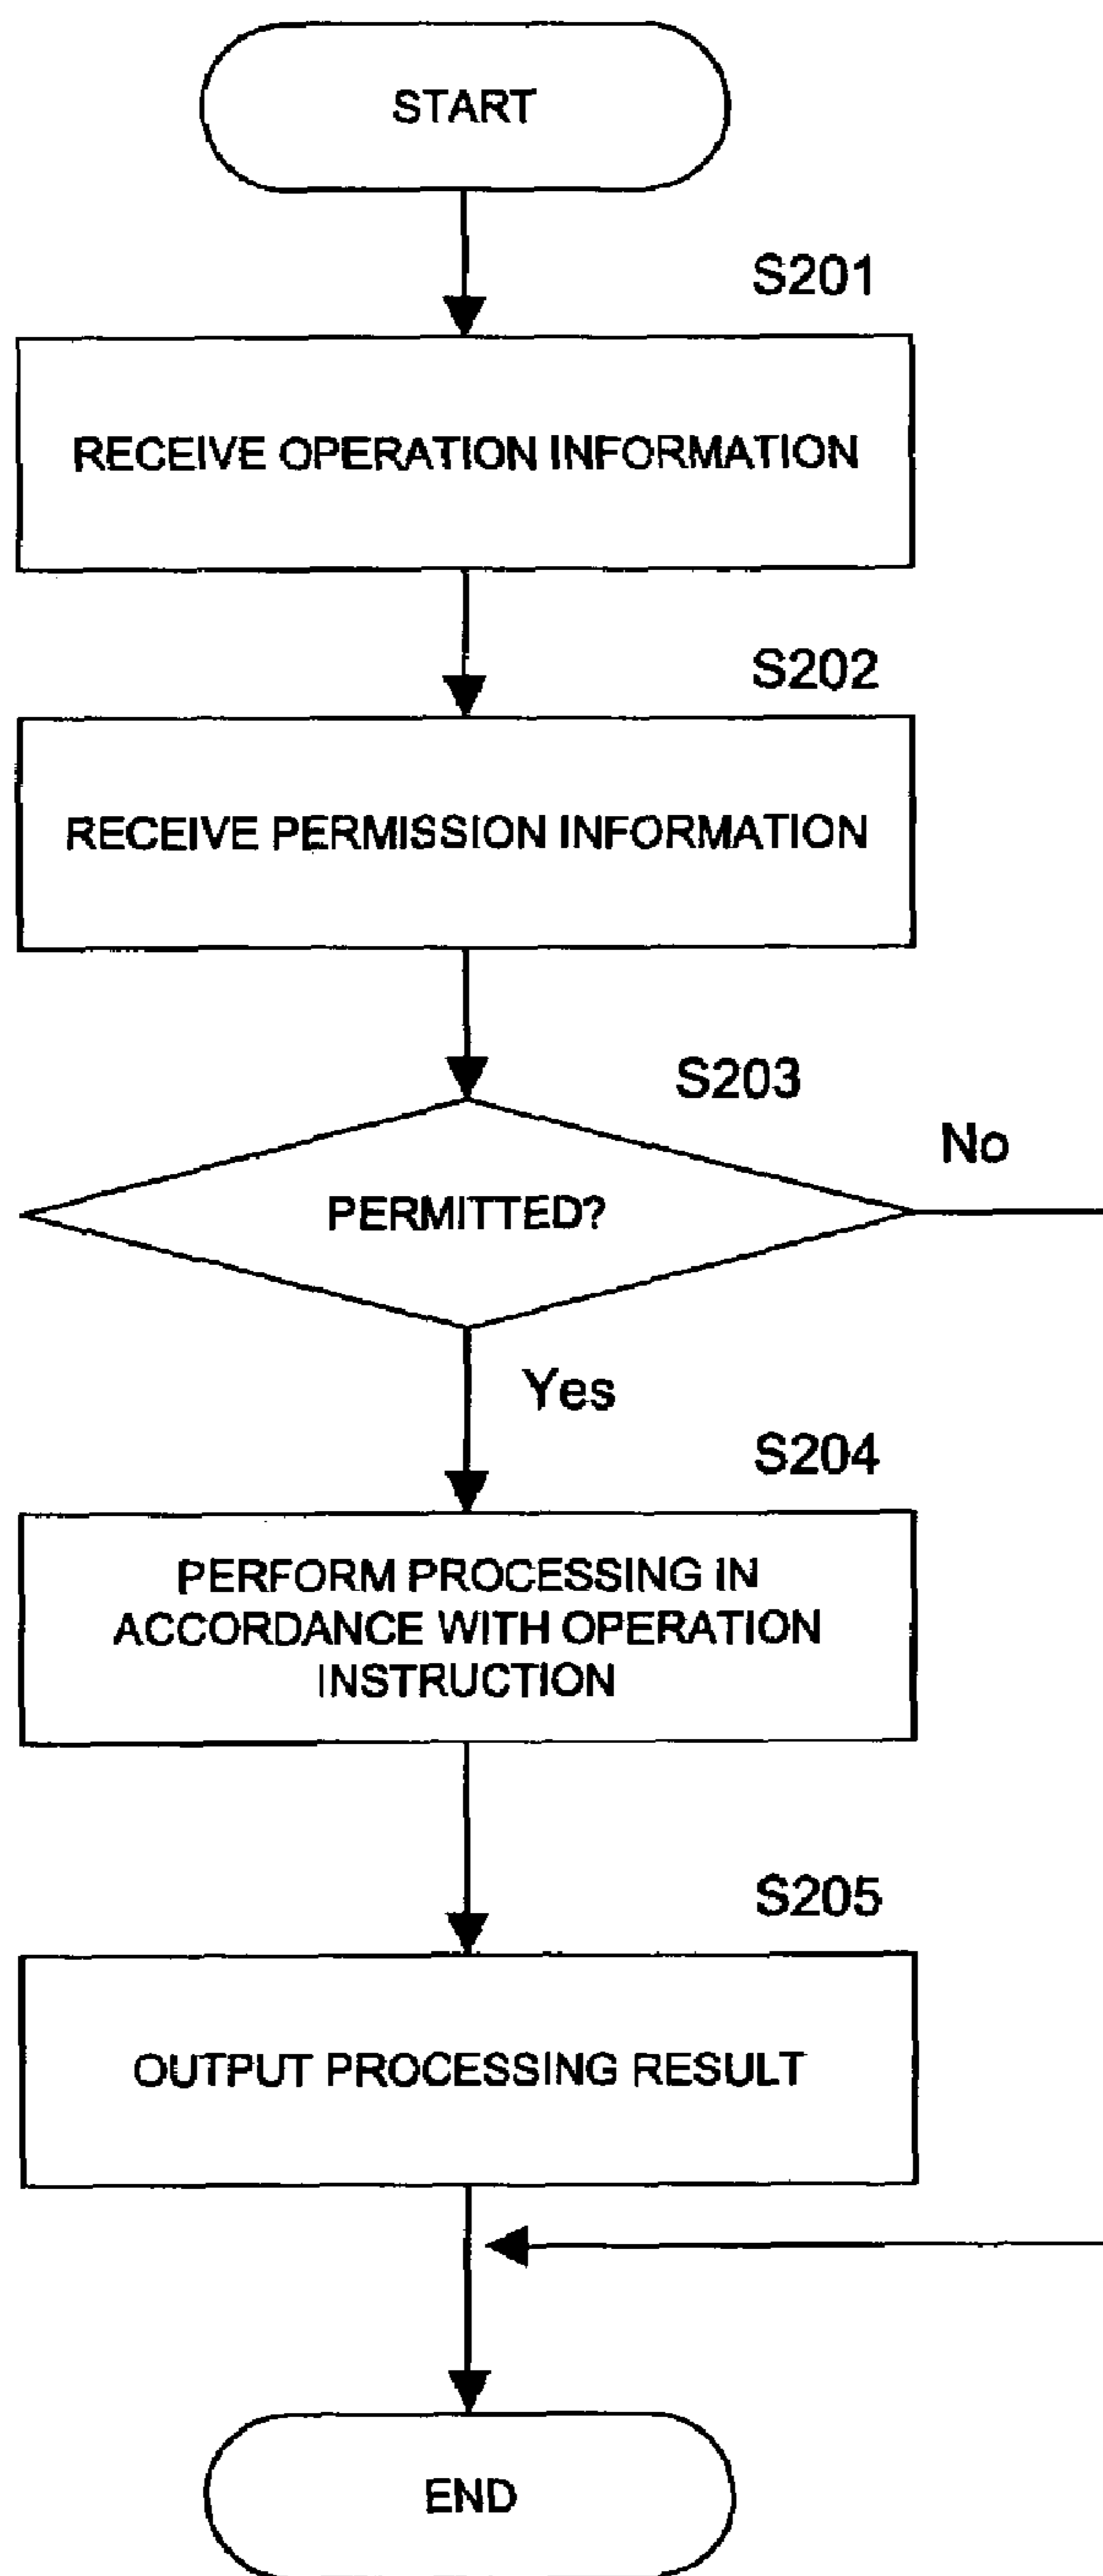 START
S201
RECEIVE OPERATION INFORMATION
S202
RECEIVE PERMISSION INFORMATION
S203
No
PERMITTED?
Yes
S204
PERFORM PROCESSING IN
ACCORDANCE WITH OPERATION
INSTRUCTION
S205
OUTPUT PROCESSING RESULT
END